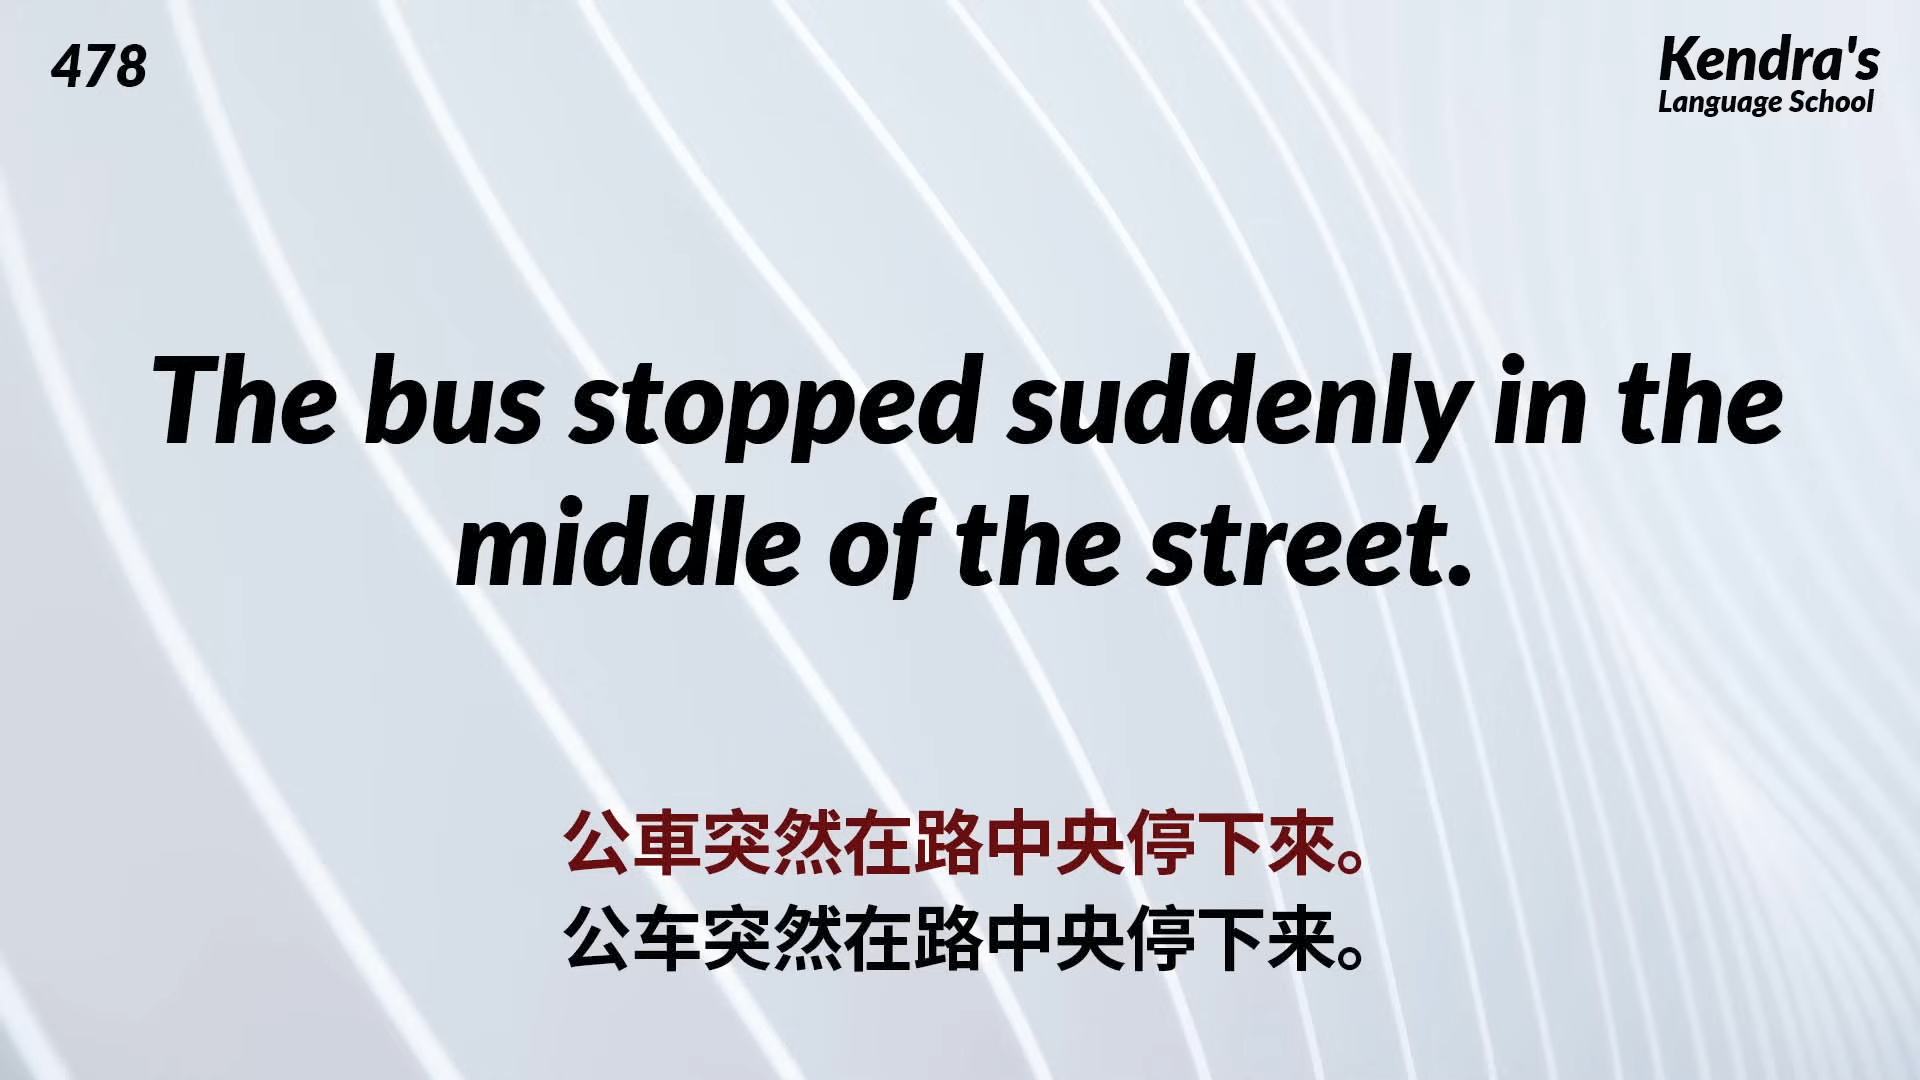 478
Kendra's
Language School
The bus stopped suddenly in the
middle of the street.
公車突然在路中央停下來。
公车突然在路中央停下来。